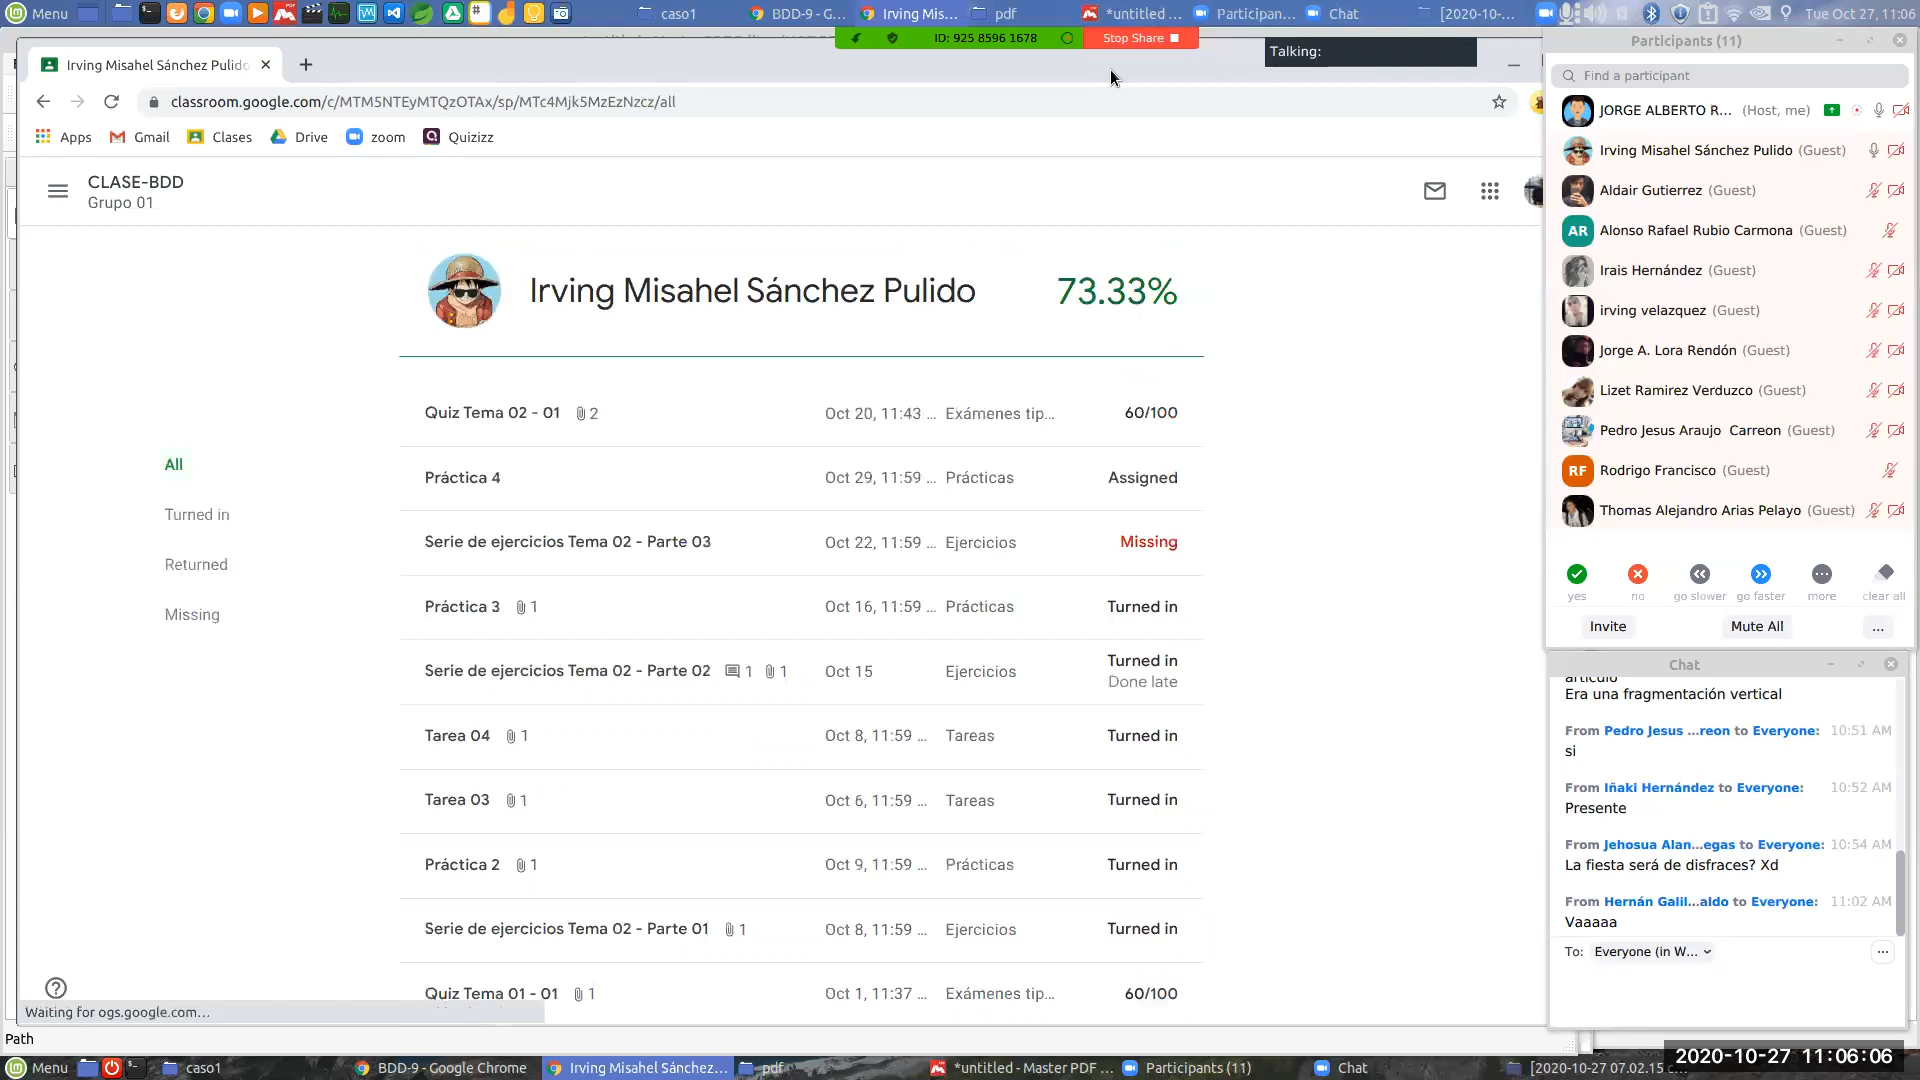 Menu
caso1
BDD-9 - G...
Irving Mis...
pdf
*untitled ...
Participan...
Chat
[2020-10-...
Tue Oct 27, 11:06
ID: 925 8596 1678
Stop Share
Talking:
Irving Misahel Sánchez Pulido
classroom.google.com/c/MTM5NTEyMTQzOTAx/sp/MTc4Mjk5MzEzNzcz/all
Apps
Gmail
Clases
Drive
zoom
Quizizz
CLASE-BDD
Grupo 01
Irving Misahel Sánchez Pulido
73.33%
All
Turned in
Returned
Missing
Quiz Tema 02 - 01 2 Oct 20, 11:43 ... Exámenes tip... 60/100
Práctica 4 Oct 29, 11:59 ... Prácticas Assigned
Serie de ejercicios Tema 02 - Parte 03 Oct 22, 11:59 ... Ejercicios Missing
Práctica 3 1 Oct 16, 11:59 ... Prácticas Turned in
Serie de ejercicios Tema 02 - Parte 02 1 1 Oct 15 Ejercicios Turned in
Done late
Tarea 04 1 Oct 8, 11:59 ... Tareas Turned in
Tarea 03 1 Oct 6, 11:59 ... Tareas Turned in
Práctica 2 1 Oct 9, 11:59 ... Prácticas Turned in
Serie de ejercicios Tema 02 - Parte 01 1 Oct 8, 11:59 ... Ejercicios Turned in
Quiz Tema 01 - 01 1 Oct 1, 11:37 ... Exámenes tip... 60/100
Waiting for ogs.google.com...
Path
Participants (11)
Find a participant
JORGE ALBERTO R... (Host, me)
Irving Misahel Sánchez Pulido (Guest)
Aldair Gutierrez (Guest)
AR Alonso Rafael Rubio Carmona (Guest)
Irais Hernández (Guest)
irving velazquez (Guest)
Jorge A. Lora Rendón (Guest)
Lizet Ramirez Verduzco (Guest)
Pedro Jesus Araujo Carreon (Guest)
RF Rodrigo Francisco (Guest)
Thomas Alejandro Arias Pelayo (Guest)
yes
no
go slower
go faster
more
clear all
Invite
Mute All
...
Chat
artículo
Era una fragmentación vertical
From Pedro Jesus ...reon to Everyone: 10:51 AM
si
From Iñaki Hernández to Everyone: 10:52 AM
Presente
From Jehosua Alan...egas to Everyone: 10:54 AM
La fiesta será de disfraces? Xd
From Hernán Galil...aldo to Everyone: 11:02 AM
Vaaaaa
To: Everyone (in W...
Menu
caso1
BDD-9 - Google Chrome
Irving Misahel Sánchez...
pdf
*untitled - Master PDF ...
Participants (11)
Chat
[2020-10-27 07.02.15 c...
2020-10-27 11:06:06